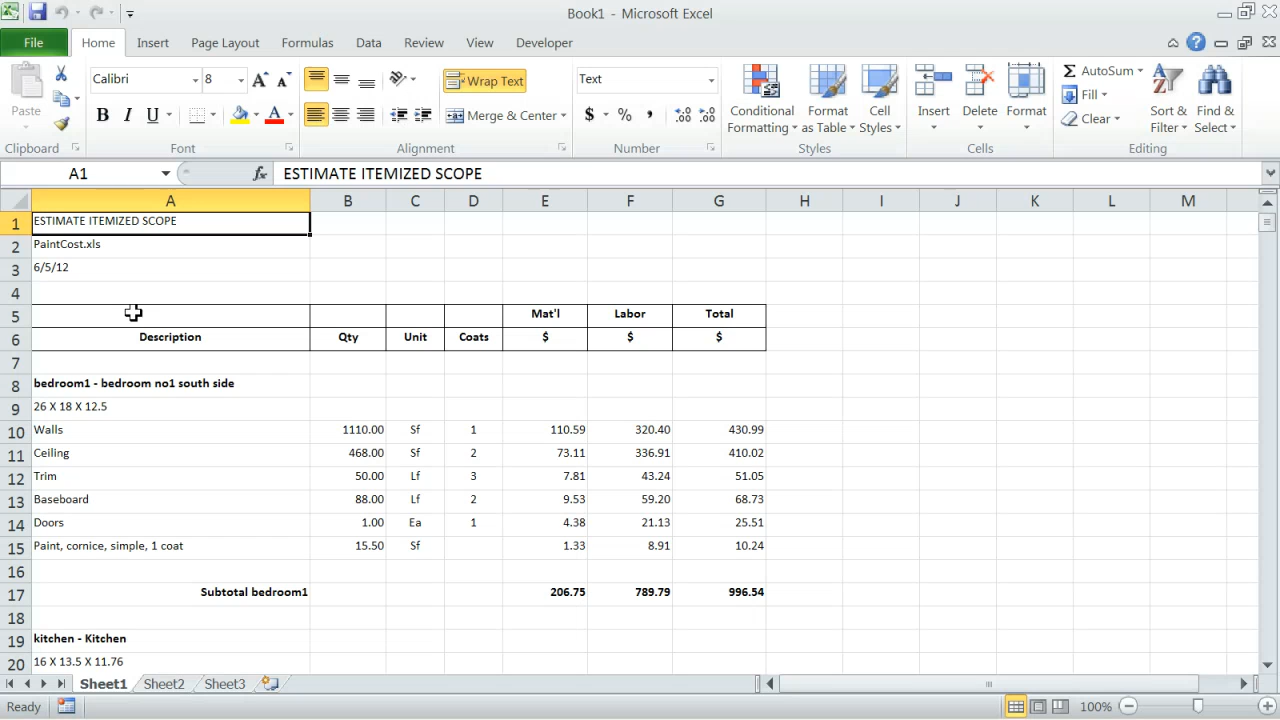 Book1 - Microsoft Excel
File Home Insert Page Layout Formulas Data Review View Developer
Paste
Clipboard
Calibri 8
B I U A
Font
Wrap Text
Merge & Center
Alignment
Text
$ % ,
Number
Conditional Formatting
Format as Table
Cell Styles
Styles
Insert Delete Format
Cells
AutoSum
Fill
Clear
Sort & Filter
Find & Select
Editing
A1 fx ESTIMATE ITEMIZED SCOPE
A B C D E F G H I J K L M
1 ESTIMATE ITEMIZED SCOPE
2 PaintCost.xls
3 6/5/12
4
5 Mat'l Labor Total
6 Description Qty Unit Coats $ $ $
7
8 bedroom1 - bedroom no1 south side
9 26 X 18 X 12.5
10 Walls 1110.00 Sf 1 110.59 320.40 430.99
11 Ceiling 468.00 Sf 2 73.11 336.91 410.02
12 Trim 50.00 Lf 3 7.81 43.24 51.05
13 Baseboard 88.00 Lf 2 9.53 59.20 68.73
14 Doors 1.00 Ea 1 4.38 21.13 25.51
15 Paint, cornice, simple, 1 coat 15.50 Sf 1.33 8.91 10.24
16
17 Subtotal bedroom1 206.75 789.79 996.54
18
19 kitchen - Kitchen
20 16 X 13.5 X 11.76
Sheet1 Sheet2 Sheet3
Ready 100%